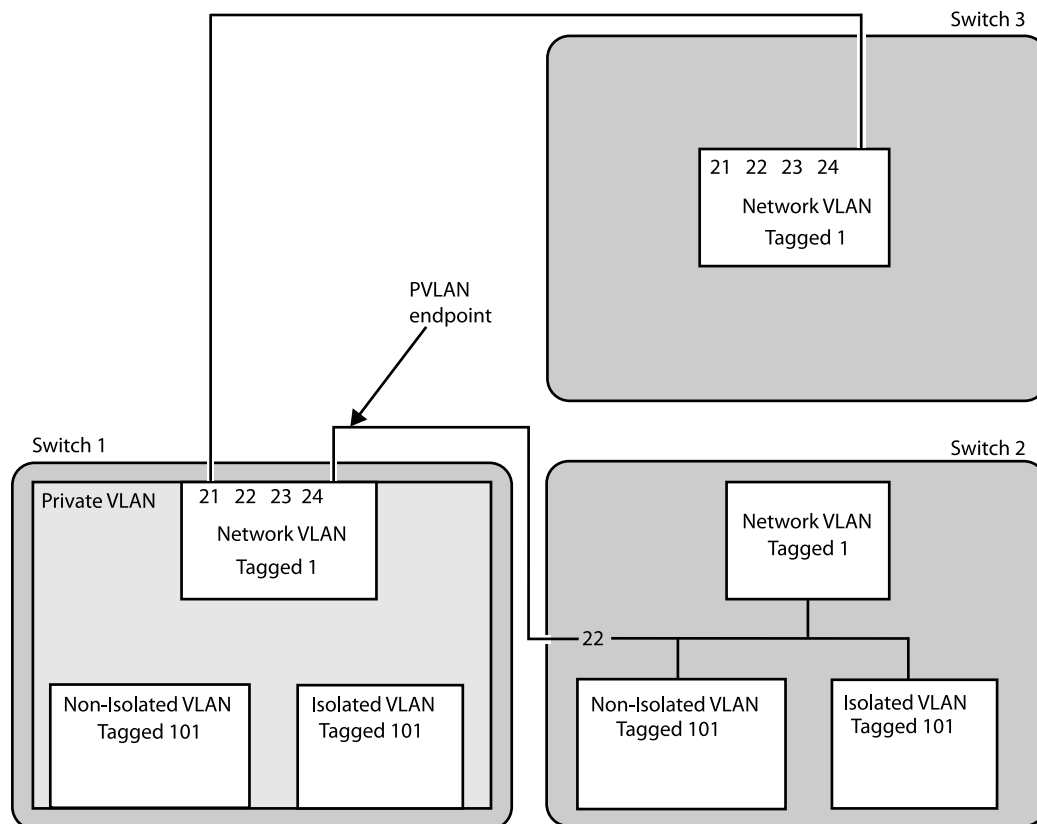 Switch 3
21 22 23 24
Network VLAN
Tagged 1
PVLAN
endpoint
Switch 1
Private VLAN
21 22 23 24
Network VLAN
Tagged 1
Non-Isolated VLAN
Tagged 101
Isolated VLAN
Tagged 101
Switch 2
Network VLAN
Tagged 1
22
Non-Isolated VLAN
Tagged 101
Isolated VLAN
Tagged 101